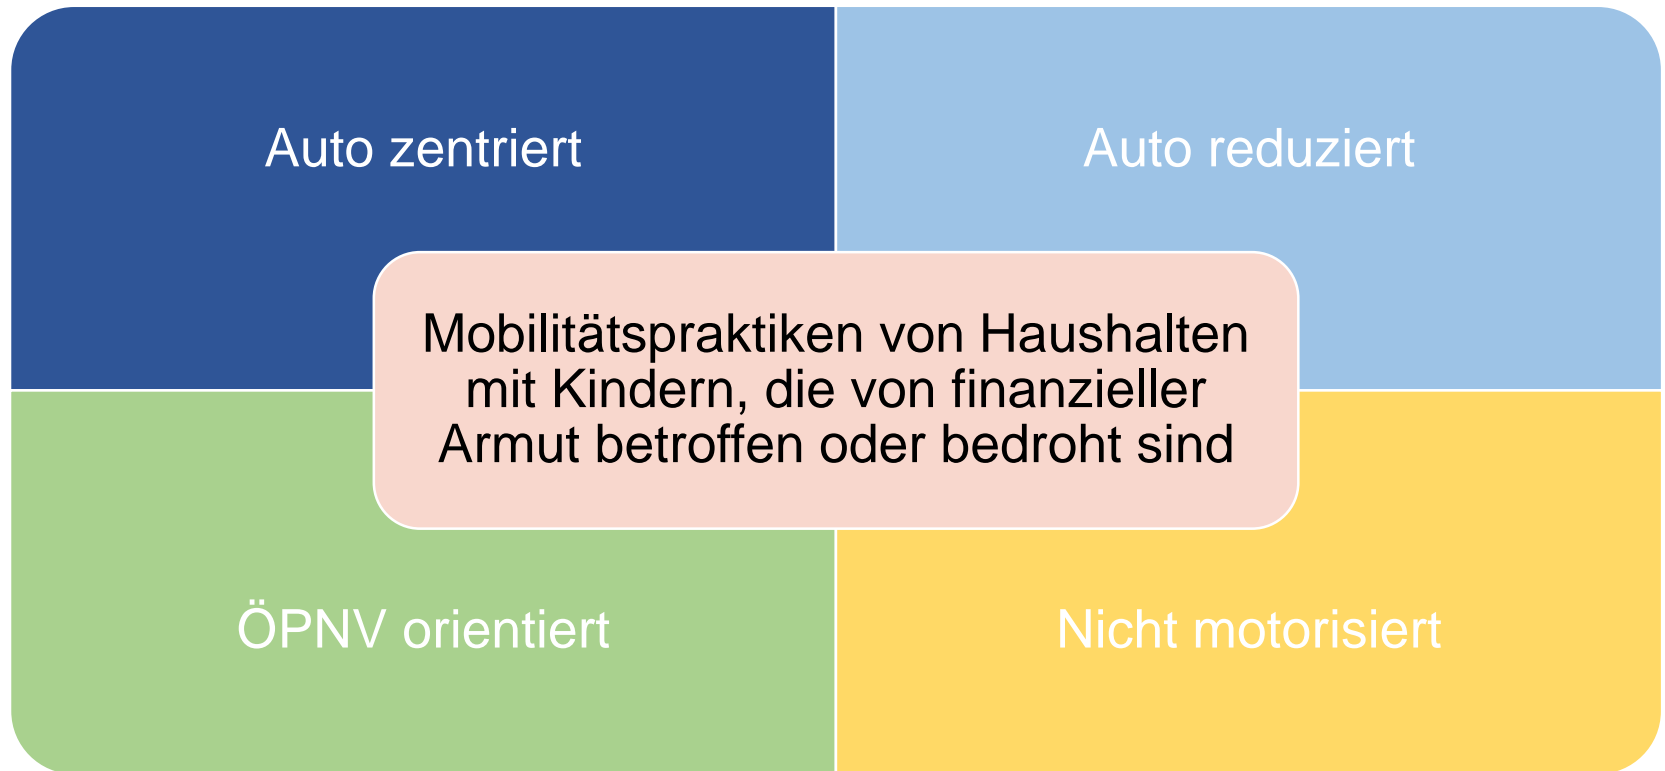 Auto zentriert
Auto reduziert
Mobilitätspraktiken von Haushalten
mit Kindern, die von finanzieller
Armut betroffen oder bedroht sind
ÖPNV orientiert
Nicht motorisiert